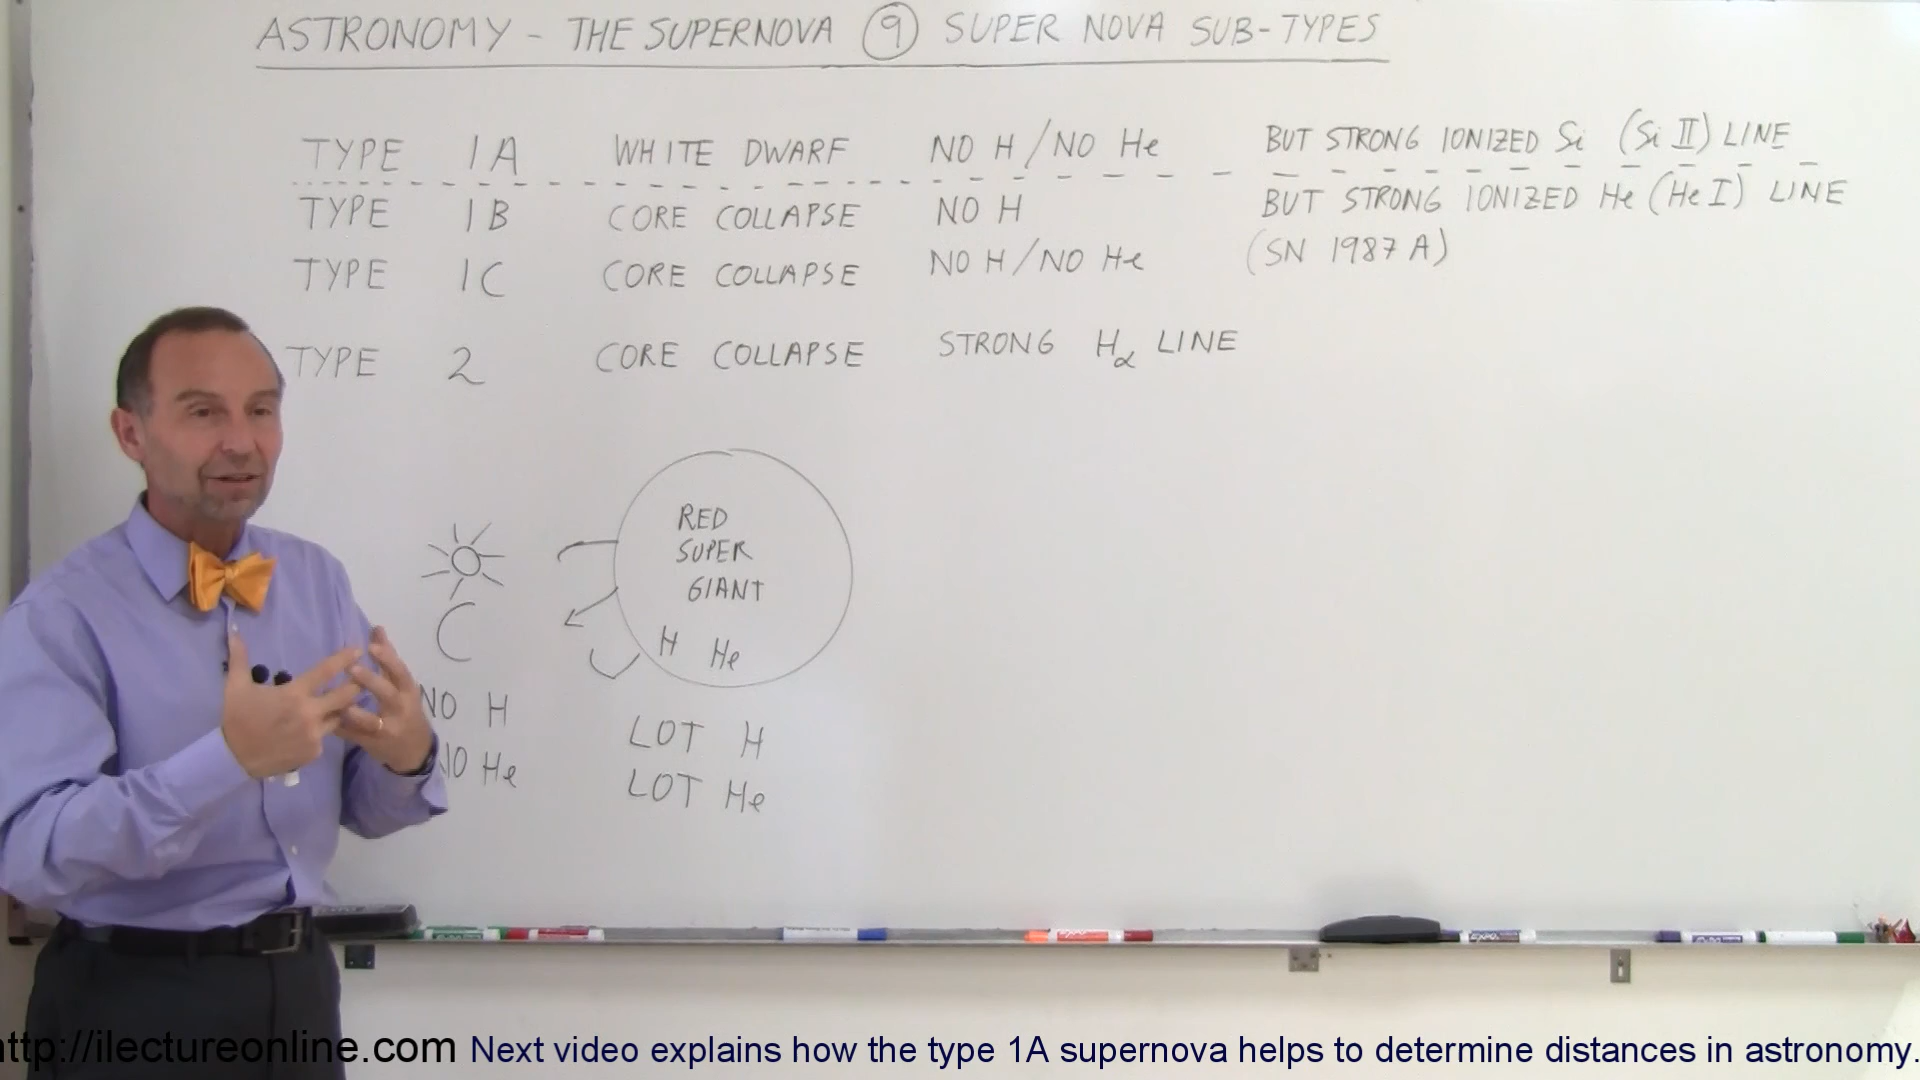 ASTRONOMY - THE SUPERNOVA 9 SUPER NOVA SUB-TYPES
TYPE 1A WHITE DWARF NO H/NO He BUT STRONG IONIZED Si (Si II) LINE
TYPE 1B CORE COLLAPSE NO H BUT STRONG IONIZED He (He I) LINE
(SN 1987A)
TYPE 1C CORE COLLAPSE NO H/NO He
TYPE 2 CORE COLLAPSE STRONG Hα LINE
RED
SUPER
GIANT
H He
NO H
NO He
LOT H
LOT He
http://ilectureonline.com Next video explains how the type 1A supernova helps to determine distances in astronomy.